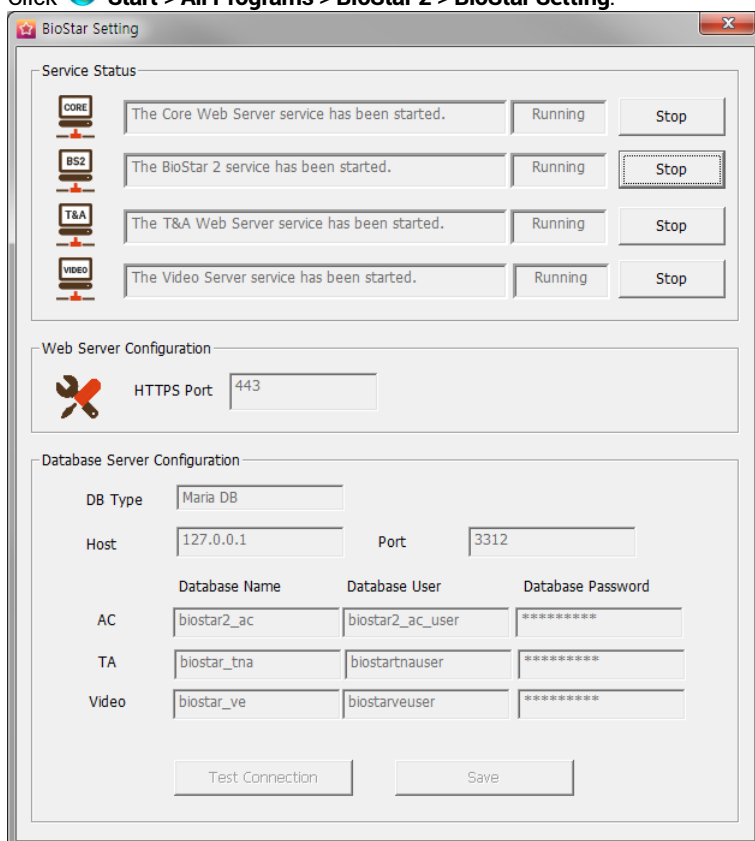 Click Start > All Programs > BioStar 2 > BioStar Setting.
BioStar Setting
x
Service Status
CORE The Core Web Server service has been started. Running Stop
BS2 The BioStar 2 service has been started. Running Stop
T&A The T&A Web Server service has been started. Running Stop
VIDEO The Video Server service has been started. Running Stop
Web Server Configuration
HTTPS Port 443
Database Server Configuration
DB Type Maria DB
Host 127.0.0.1 Port 3312
Database Name Database User Database Password
AC biostar2_ac biostar2_ac_user *********
TA biostar_tna biostartnauser *********
Video biostar_ve biostarveuser *********
Test Connection Save